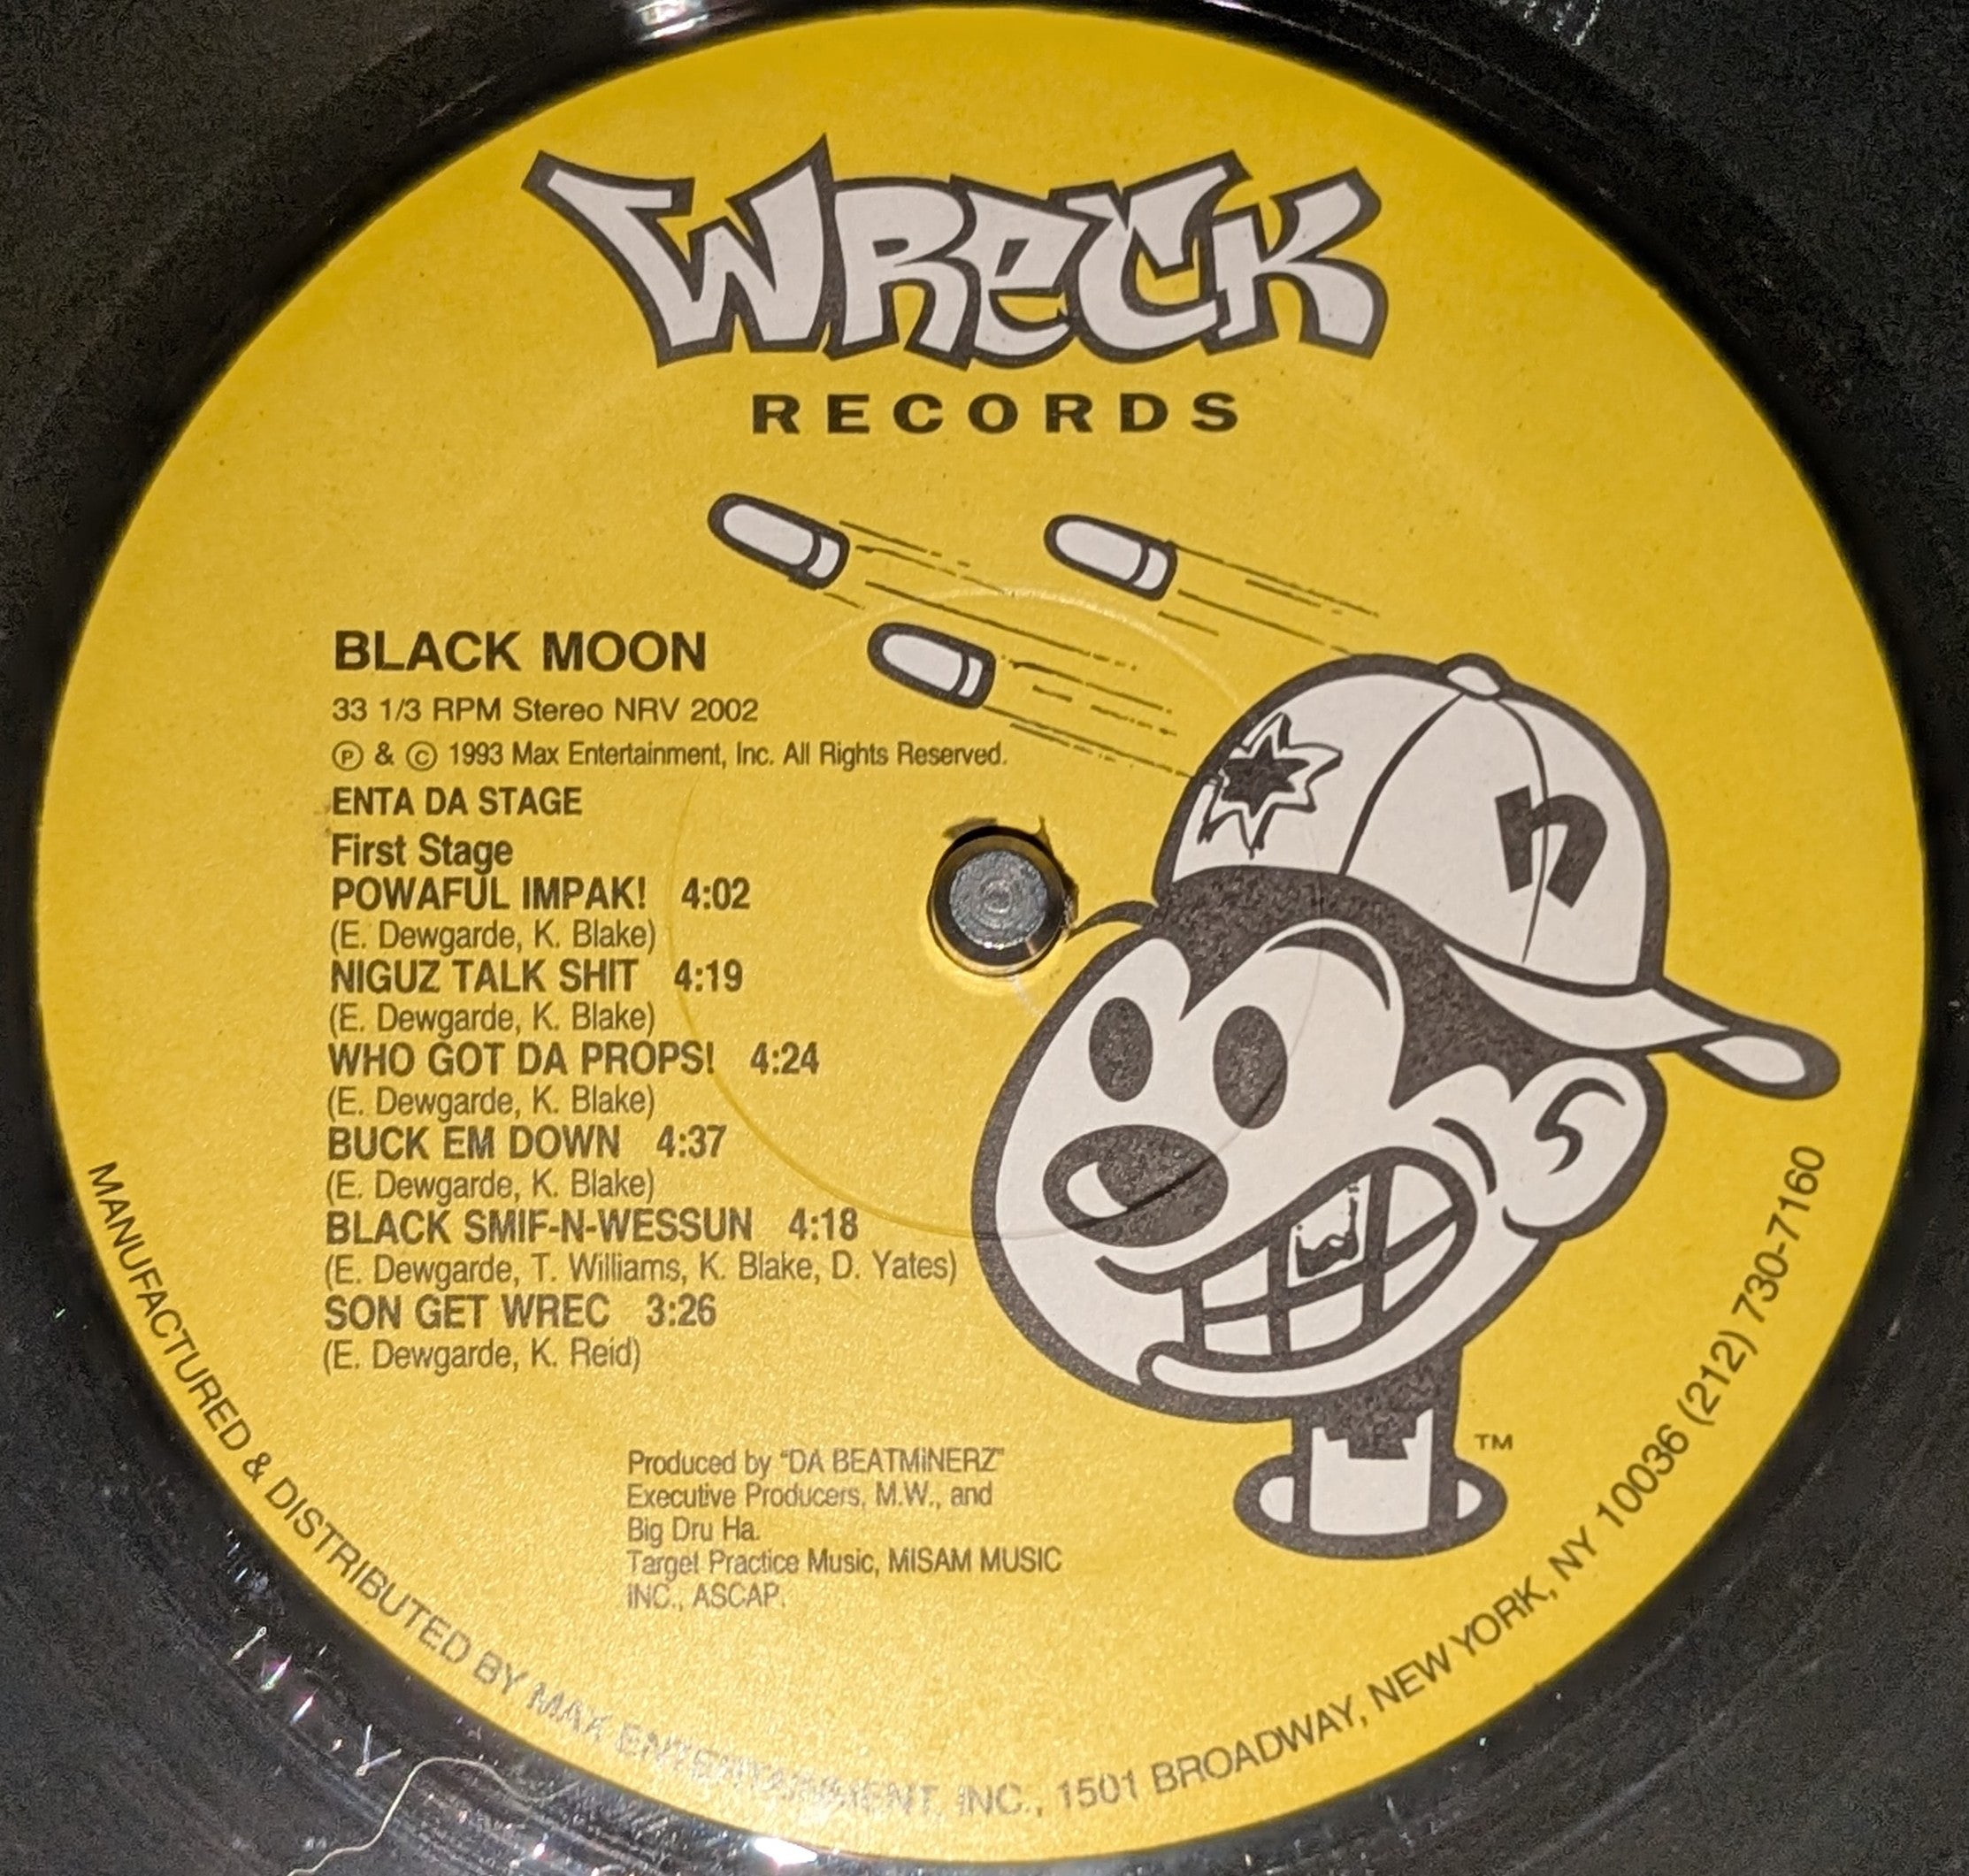 WRECK
RECORDS
BLACK MOON
33 1/3 RPM Stereo NRV 2002
Ⓟ & © 1993 Max Entertainment, Inc. All Rights Reserved.
ENTA DA STAGE
First Stage
POWAFUL IMPAK! 4:02
(E. Dewgarde, K. Blake)
NIGUZ TALK SHIT 4:19
(E. Dewgarde, K. Blake)
WHO GOT DA PROPS! 4:24
(E. Dewgarde, K. Blake)
BUCK EM DOWN 4:37
(E. Dewgarde, K. Blake)
BLACK SMIF-N-WESSUN 4:18
(E. Dewgarde, T. Williams, K. Blake, D. Yates)
SON GET WREC 3:26
(E. Dewgarde, K. Reid)
n
TM
Produced by "DA BEATMiNERZ"
Executive Producers, M.W., and
Big Dru Ha.
Target Practice Music, MISAM MUSIC
INC., ASCAP.
MANUFACTURED & DISTRIBUTED BY MAX ENTERTAINMENT, INC., 1501 BROADWAY, NEW YORK, NY 10036 (212) 730-7160